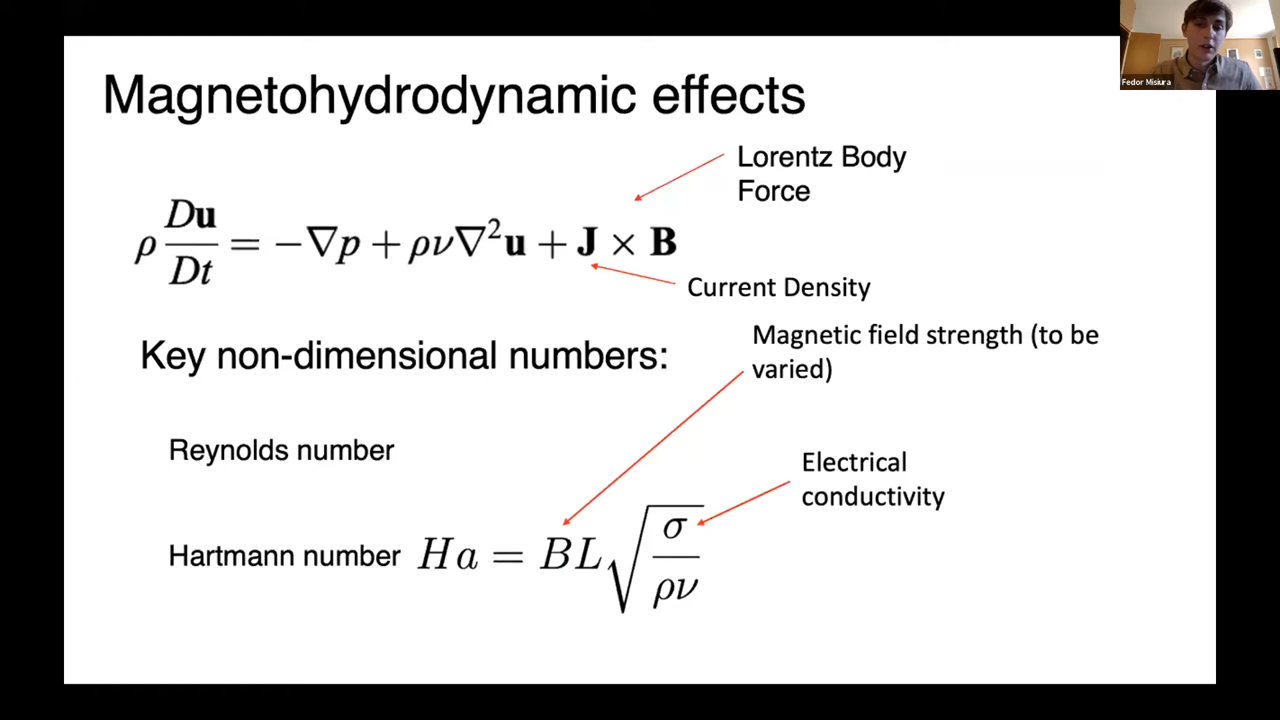 Fedor Misiura
Magnetohydrodynamic effects
Lorentz Body
Force
ρ Du/Dt = −∇p + ρν∇²u + J × B
Current Density
Magnetic field strength (to be
varied)
Key non-dimensional numbers:
Reynolds number
Electrical
conductivity
Hartmann number Ha = BL√(σ/ρν)